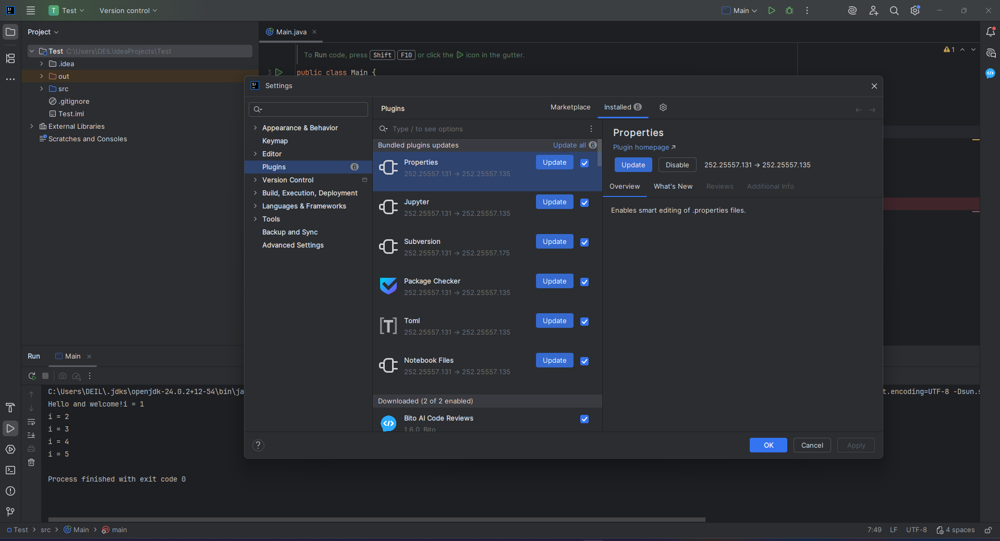 Test
Version control
Main
Project
Main.java
Test C:\Users\DEIL\IdeaProjects\Test
.idea
out
src
.gitignore
Test.iml
External Libraries
Scratches and Consoles
To Run code, press Shift F10 or click the icon in the gutter.
1
3 public class Main {
Settings
Appearance & Behavior
Keymap
Editor
Plugins 6
Version Control
Build, Execution, Deployment
Languages & Frameworks
Tools
Backup and Sync
Advanced Settings
Plugins
Marketplace
Installed 6
Type / to see options
Bundled plugins updates
Update all 6
Properties
252.25557.131 → 252.25557.135
Update
Jupyter
252.25557.131 → 252.25557.135
Update
Subversion
252.25557.131 → 252.25557.175
Update
Package Checker
252.25557.131 → 252.25557.135
Update
Toml
252.25557.131 → 252.25557.135
Update
Notebook Files
252.25557.131 → 252.25557.135
Update
Downloaded (2 of 2 enabled)
Bito AI Code Reviews
1.6.0 Bito
Properties
Plugin homepage ↗
Update
Disable
252.25557.131 → 252.25557.135
Overview
What's New
Reviews
Additional Info
Enables smart editing of .properties files.
?
OK
Cancel
Apply
Run
Main
C:\Users\DEIL\.jdks\openjdk-24.0.2+12-54\bin\ja
t.encoding=UTF-8 -Dsun.s
Hello and welcome!i = 1
i = 2
i = 3
i = 4
i = 5
Process finished with exit code 0
Test > src > Main > main
7:49
LF
UTF-8
4 spaces